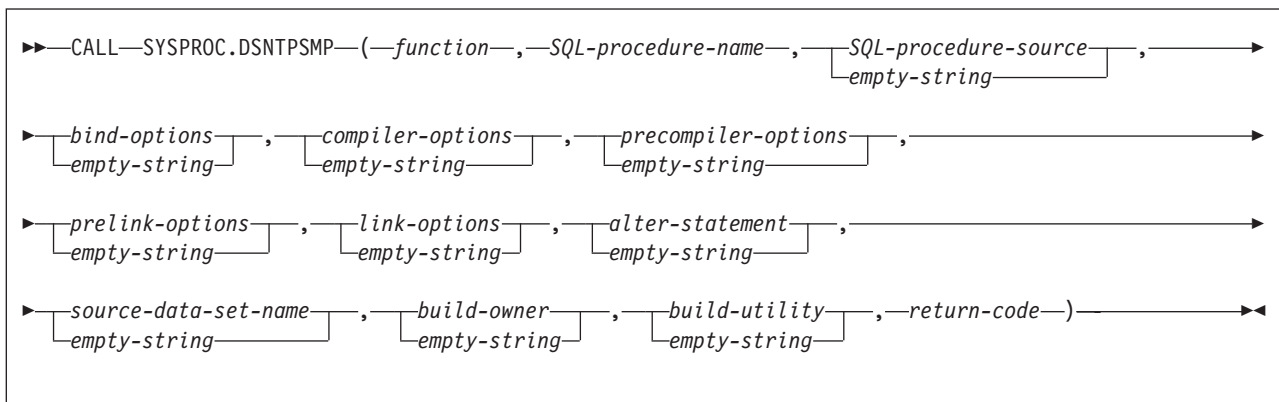 CALL SYSPROC.DSNTPSMP ( function , SQL-procedure-name , SQL-procedure-source ,
empty-string
bind-options , compiler-options , precompiler-options ,
empty-string empty-string empty-string
prelink-options , link-options , alter-statement ,
empty-string empty-string empty-string
source-data-set-name , build-owner , build-utility , return-code )
empty-string empty-string empty-string